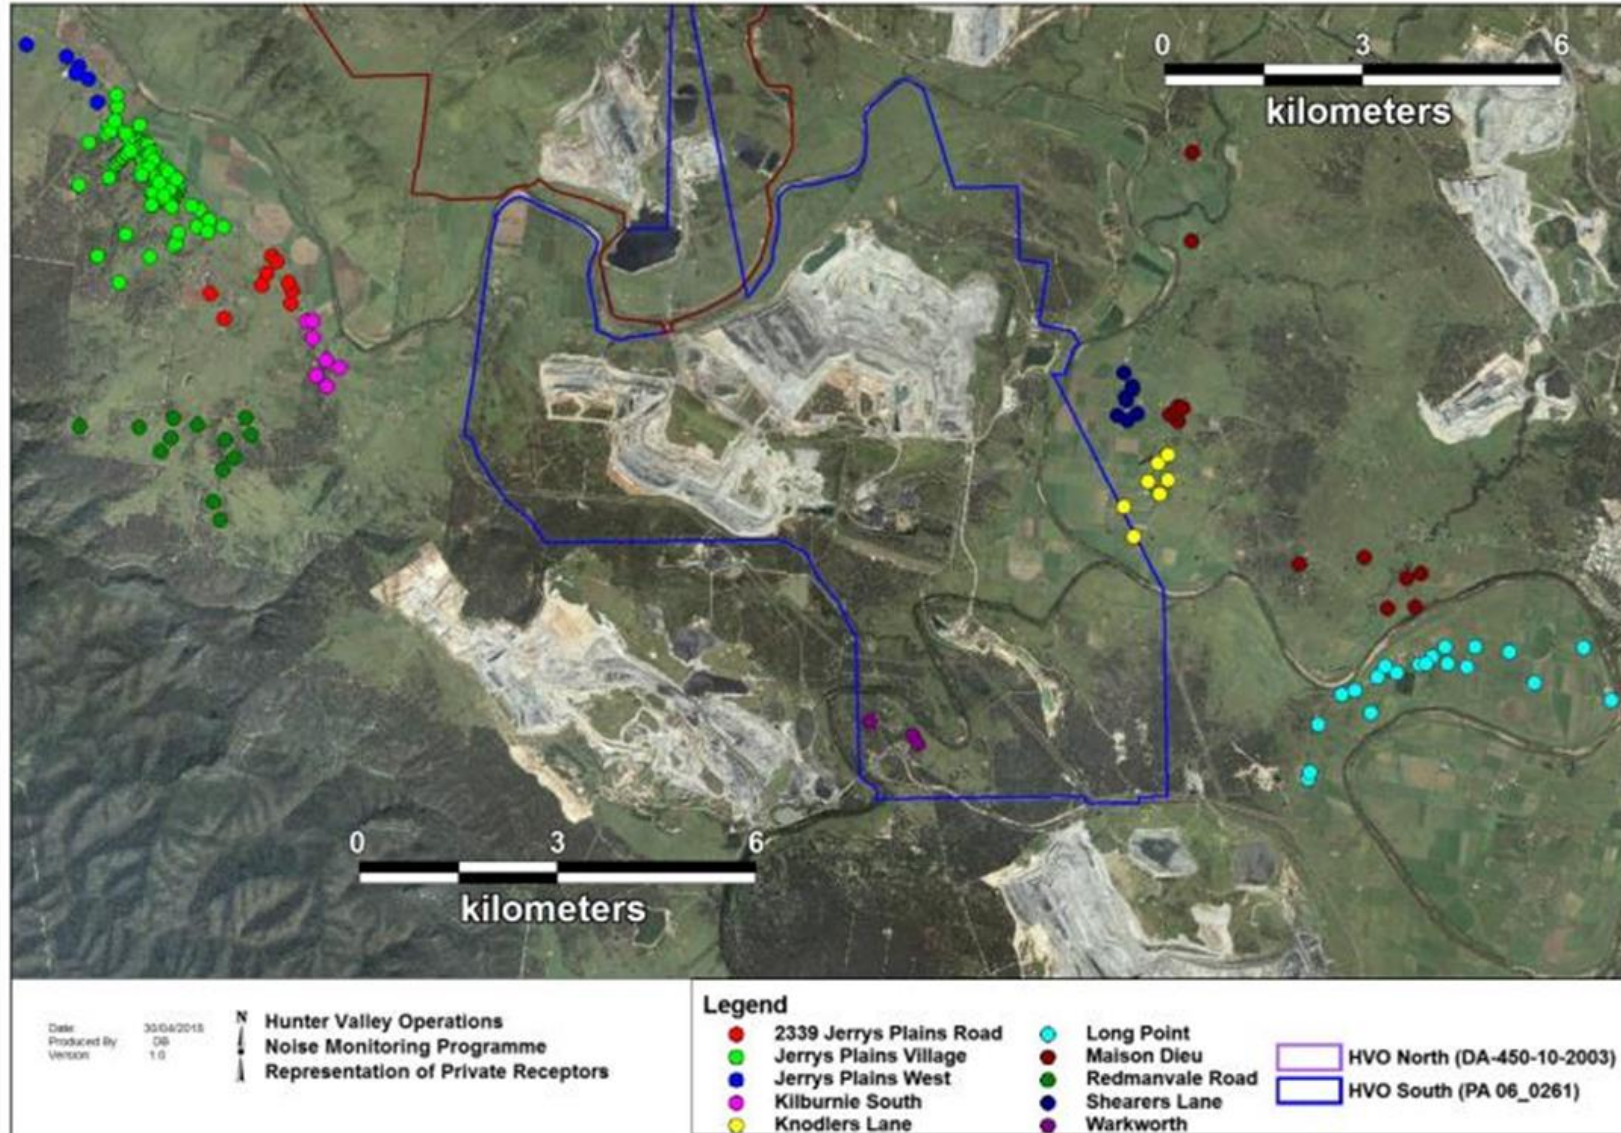 0 3 6
kilometers
0 3 6
kilometers
Date: 30/04/2018
Produced By DB
Version: 1.0
N
Hunter Valley Operations
Noise Monitoring Programme
Representation of Private Receptors
Legend
2339 Jerrys Plains Road
Jerrys Plains Village
Jerrys Plains West
Kilburnie South
Knodlers Lane
Long Point
Maison Dieu
Redmanvale Road
Shearers Lane
Warkworth
HVO North (DA-450-10-2003)
HVO South (PA 06_0261)